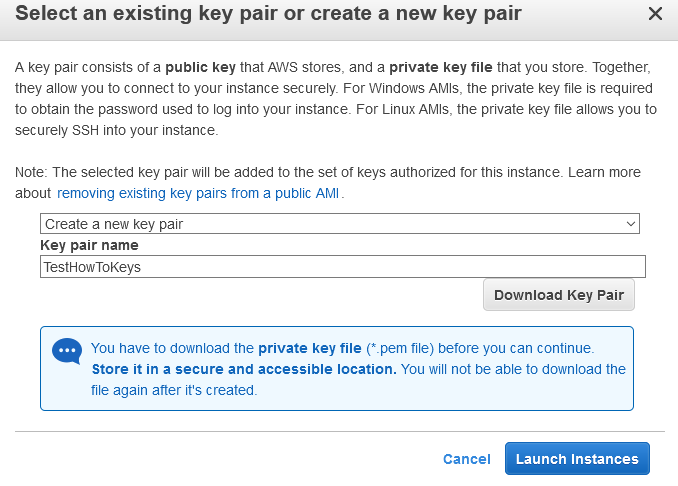 Select an existing key pair or create a new key pair
A key pair consists of a public key that AWS stores, and a private key file that you store. Together,
they allow you to connect to your instance securely. For Windows AMIs, the private key file is required
to obtain the password used to log into your instance. For Linux AMIs, the private key file allows you to
securely SSH into your instance.
Note: The selected key pair will be added to the set of keys authorized for this instance. Learn more
about removing existing key pairs from a public AMI.
Create a new key pair
Key pair name
TestHowToKeys
Download Key Pair
You have to download the private key file (*.pem file) before you can continue.
Store it in a secure and accessible location. You will not be able to download the
file again after it's created.
Cancel
Launch Instances